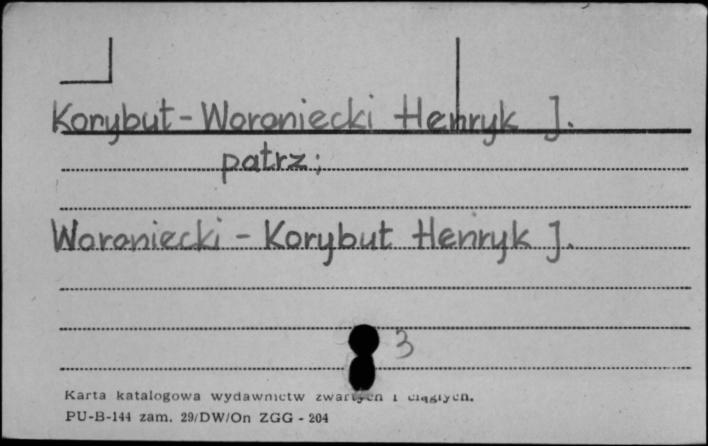 Korybut-Woroniecki Henryk J.
patrz:
Woroniecki - Korybut Henryk J.
3
Karta katalogowa wydawnictw zwartych i ciągłych.
PU-B-144 zam. 29/DW/On ZGG - 204